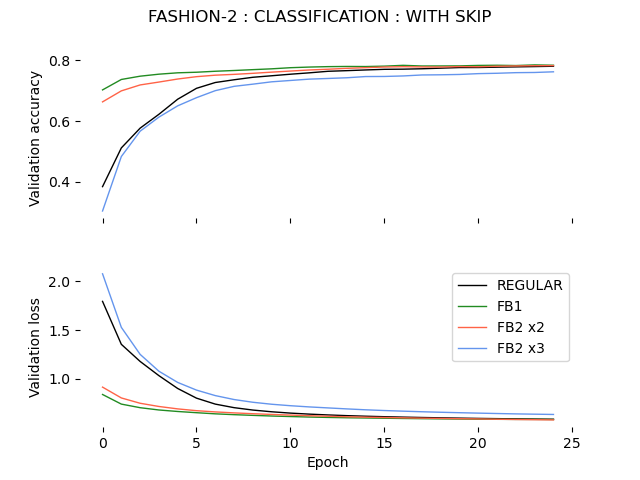 FASHION-2 : CLASSIFICATION : WITH SKIP
Validation accuracy
0.8
0.6
0.4
Validation loss
2.0
1.5
1.0
REGULAR
FB1
FB2 x2
FB2 x3
0 5 10 15 20 25
Epoch